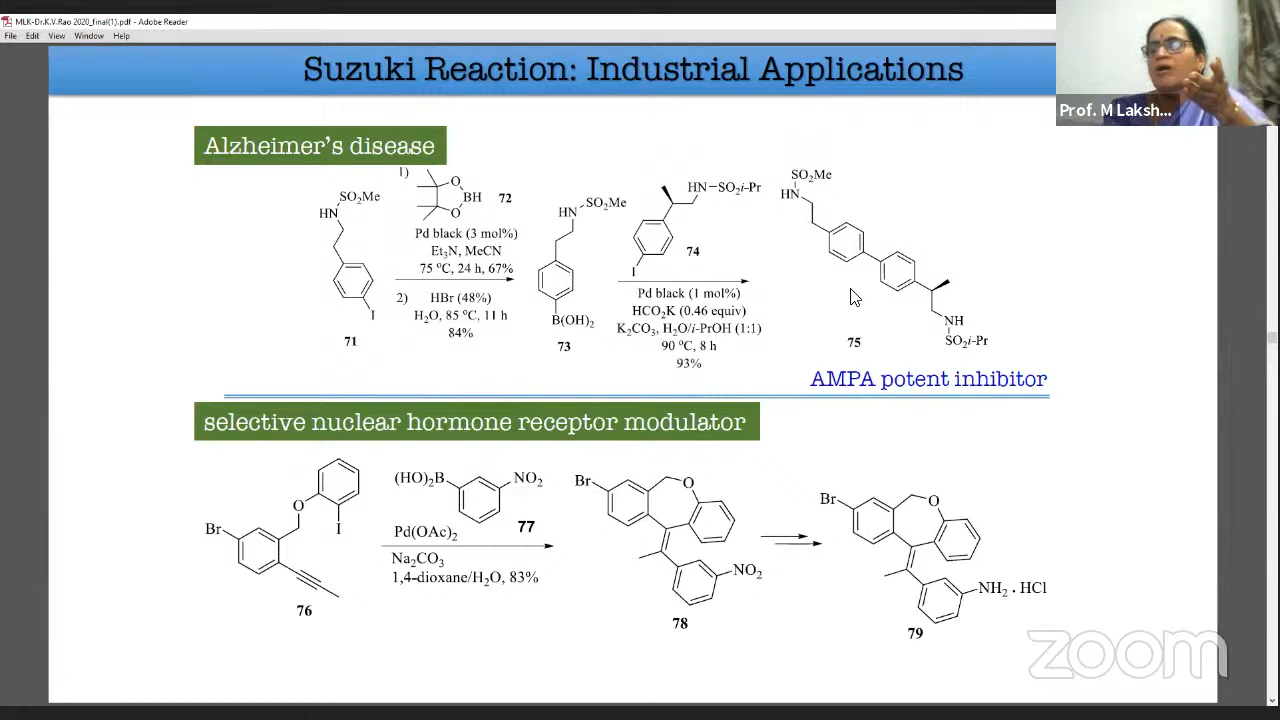 MLK-Dr.K.V.Rao 2020_final(1).pdf - Adobe Reader
File Edit View Window Help
Prof. M Laksh...
Suzuki Reaction: Industrial Applications
Alzheimer's disease
1)
O
BH
O
72
Pd black (3 mol%)
Et3N, MeCN
75 °C, 24 h, 67%
2) HBr (48%)
H2O, 85 °C, 11 h
84%
SO2Me
HN
I
71
SO2Me
HN
B(OH)2
73
HN—SO2i-Pr
I
74
Pd black (1 mol%)
HCO2K (0.46 equiv)
K2CO3, H2O/i-PrOH (1:1)
90 °C, 8 h
93%
SO2Me
HN
NH
SO2i-Pr
75
AMPA potent inhibitor
selective nuclear hormone receptor modulator
O
I
Br
76
(HO)2B
NO2
77
Pd(OAc)2
Na2CO3
1,4-dioxane/H2O, 83%
Br
O
NO2
78
Br
O
NH2 . HCl
79
zoom